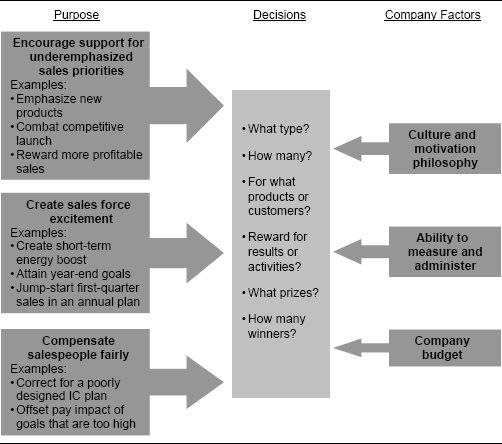 Purpose
Decisions
Company Factors
Encourage support for
underemphasized
sales priorities
Examples:
• Emphasize new
products
• Combat competitive
launch
• Reward more profitable
sales
Create sales force
excitement
Examples:
• Create short-term
energy boost
• Attain year-end goals
• Jump-start first-quarter
sales in an annual plan
Compensate
salespeople fairly
Examples:
• Correct for a poorly
designed IC plan
• Offset pay impact of
goals that are too high
• What type?
• How many?
• For what
products or
customers?
• Reward for
results or
activities?
• What prizes?
• How many
winners?
Culture and
motivation
philosophy
Ability to
measure and
administer
Company
budget